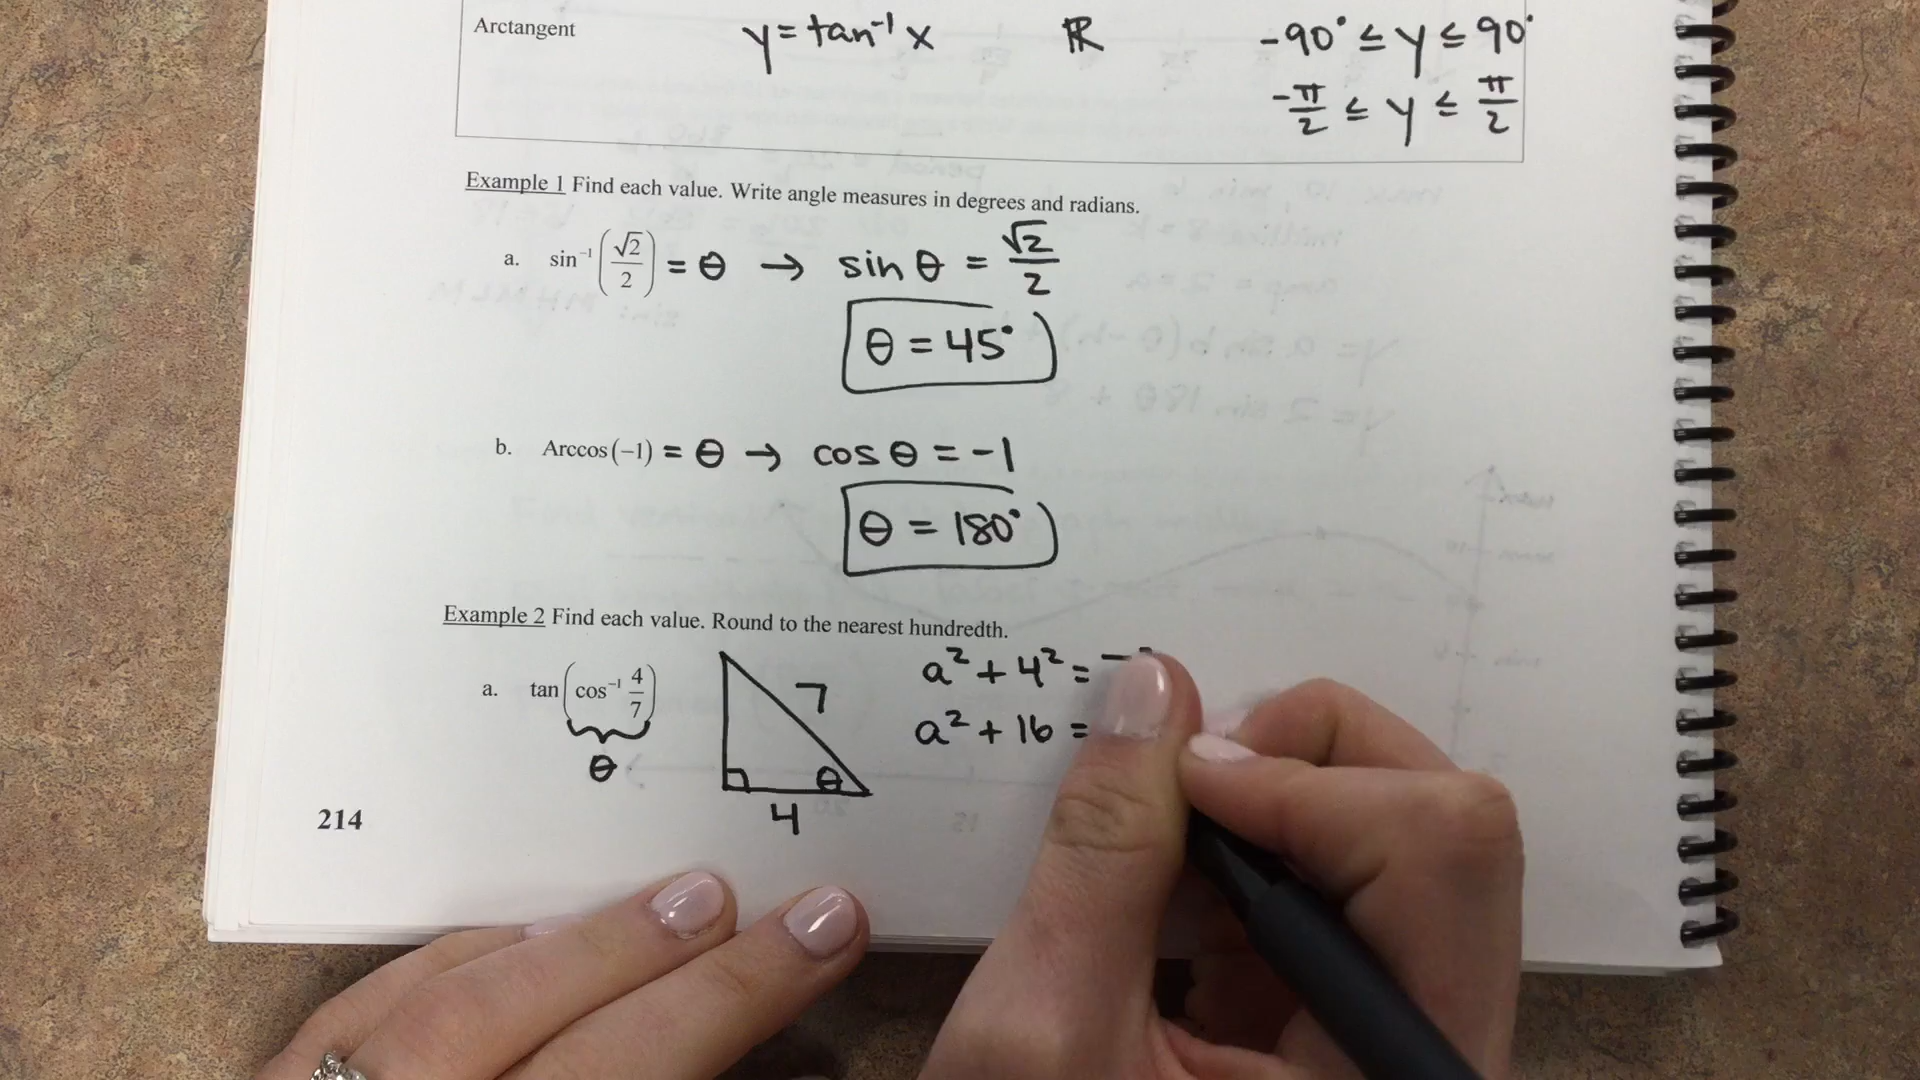 Arctangent y = tan⁻¹ x ℝ -90° ≤ y ≤ 90°
-π/2 ≤ y ≤ π/2
Example 1 Find each value. Write angle measures in degrees and radians.
a. sin⁻¹(√2/2) = θ → sin θ = √2/2
θ = 45°
b. Arccos(−1) = θ → cos θ = -1
θ = 180°
Example 2 Find each value. Round to the nearest hundredth.
a. tan(cos⁻¹ 4/7) 7 a² + 4² =
θ θ a² + 16 =
4
214